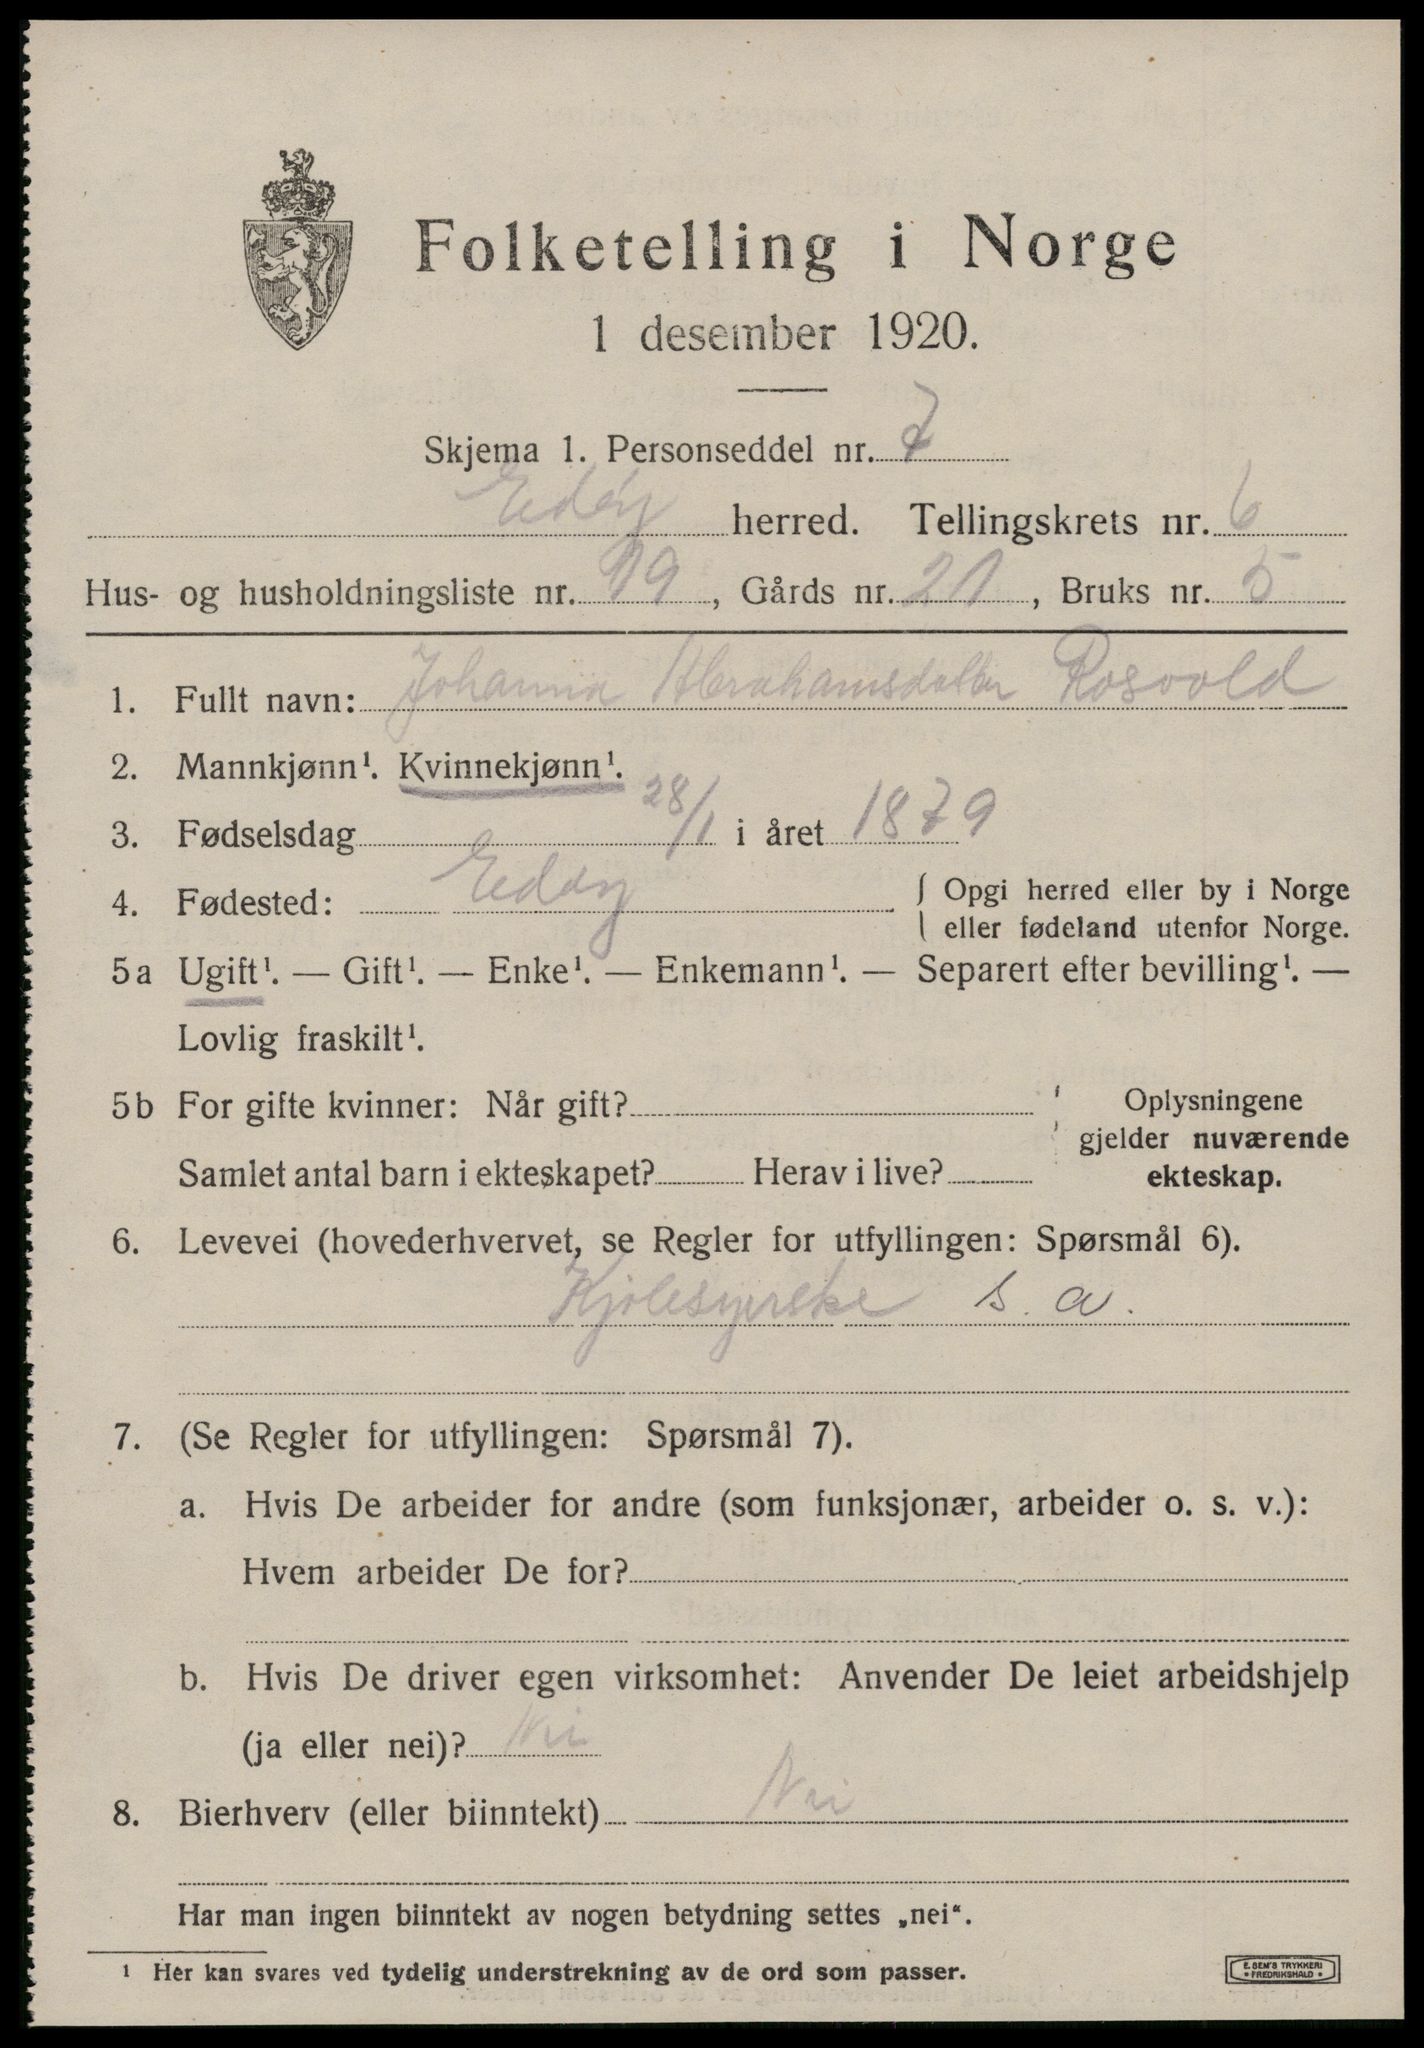 Folketelling i Norge
1 desember 1920.
Skjema 1. Personseddel nr. 7
Edøy herred. Tellingskrets nr. 6
Hus- og husholdningsliste nr. 19, Gårds nr. 21, Bruks nr. 5
1. Fullt navn: Johanna Abrahamsdatter Rosvold
2. Mannkjønn¹. Kvinnekjønn¹.
3. Fødselsdag 28/1 i året 1879
4. Fødested: Edøy { Opgi herred eller by i Norge
eller fødeland utenfor Norge.
5a Ugift¹. — Gift¹. — Enke¹. — Enkemann¹. — Separert efter bevilling¹. —
Lovlig fraskilt¹.
5b For gifte kvinner: Når gift? Oplysningene
gjelder nuværende
Samlet antal barn i ekteskapet? Herav i live? ekteskap.
6. Levevei (hovederhvervet, se Regler for utfyllingen: Spørsmål 6).
Kjolesyerske s. a.
7. (Se Regler for utfyllingen: Spørsmål 7).
a. Hvis De arbeider for andre (som funksjonær, arbeider o. s. v.):
Hvem arbeider De for?
b. Hvis De driver egen virksomhet: Anvender De leiet arbeidshjelp
(ja eller nei)? Nei
8. Bierhverv (eller biinntekt) Nei
Har man ingen biinntekt av nogen betydning settes „nei“.
¹ Her kan svares ved tydelig understrekning av de ord som passer.
E. SEM'S TRYKKERI
• FREDRIKSHALD •